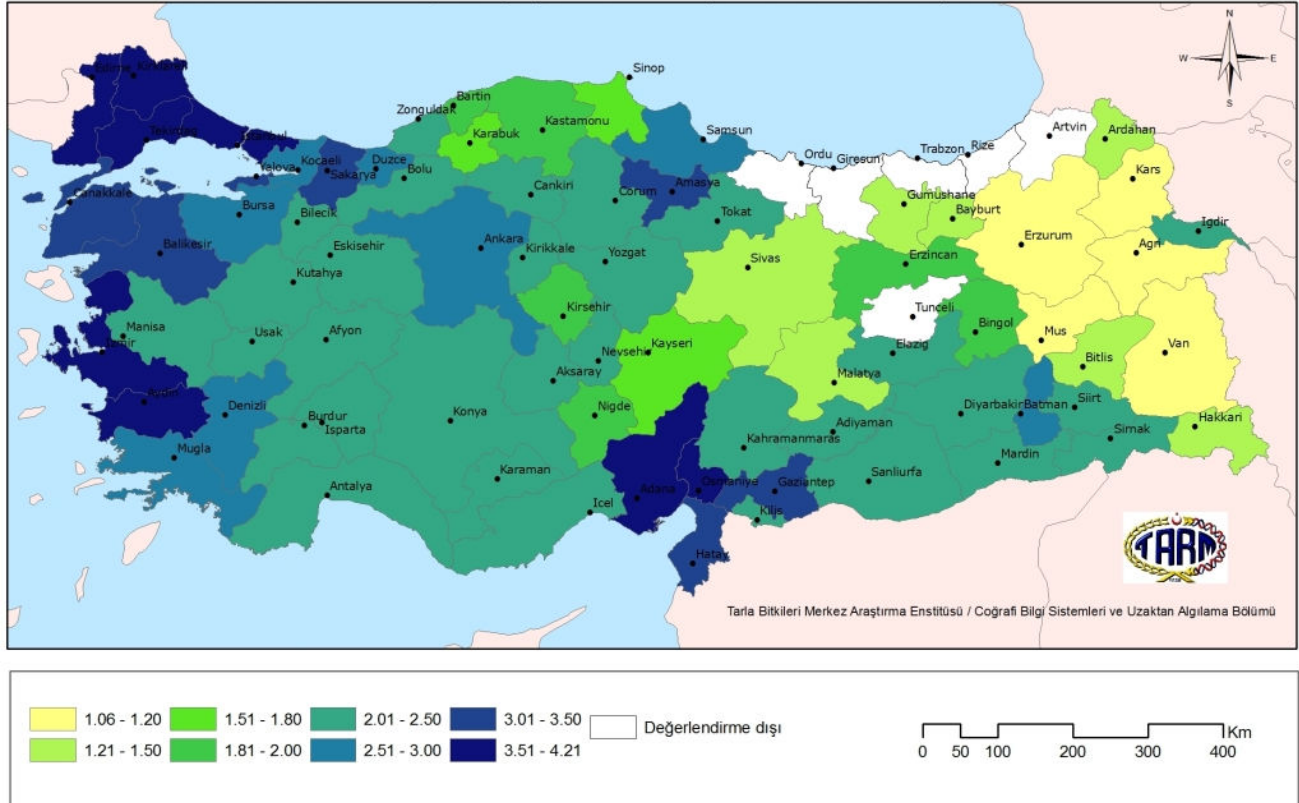 N
W E
S
Sinop
Bartin
Zonguldak
Kastamonu
Karabuk
Samsun
Artvin
Ardahan
Ordu
Giresun
Trabzon
Rize
Edirne
Kirklareli
Tekirdag
Istanbul
Yalova
Kocaeli
Sakarya
Duzce
Bolu
Cankiri
Corum
Amasya
Tokat
Gumushane
Bayburt
Kars
Igdir
Canakkale
Bursa
Bilecik
Balikesir
Eskisehir
Kutahya
Ankara
Kirikkale
Yozgat
Sivas
Erzincan
Erzurum
Agri
Manisa
Izmir
Usak
Afyon
Kirsehir
Nevsehir
Kayseri
Tunceli
Elazig
Bingol
Mus
Bitlis
Van
Aydin
Denizli
Burdur
Isparta
Konya
Aksaray
Nigde
Malatya
Diyarbakir
Batman
Siirt
Sirnak
Hakkari
Mugla
Antalya
Karaman
Icel
Adana
Osmaniye
Kahramanmaras
Adiyaman
Gaziantep
Kilis
Sanliurfa
Mardin
Hatay
TARM
Tarla Bitkileri Merkez Araştırma Enstitüsü / Coğrafi Bilgi Sistemleri ve Uzaktan Algılama Bölümü
1.06 - 1.20
1.51 - 1.80
2.01 - 2.50
3.01 - 3.50
Değerlendirme dışı
1.21 - 1.50
1.81 - 2.00
2.51 - 3.00
3.51 - 4.21
Km
0 50 100 200 300 400